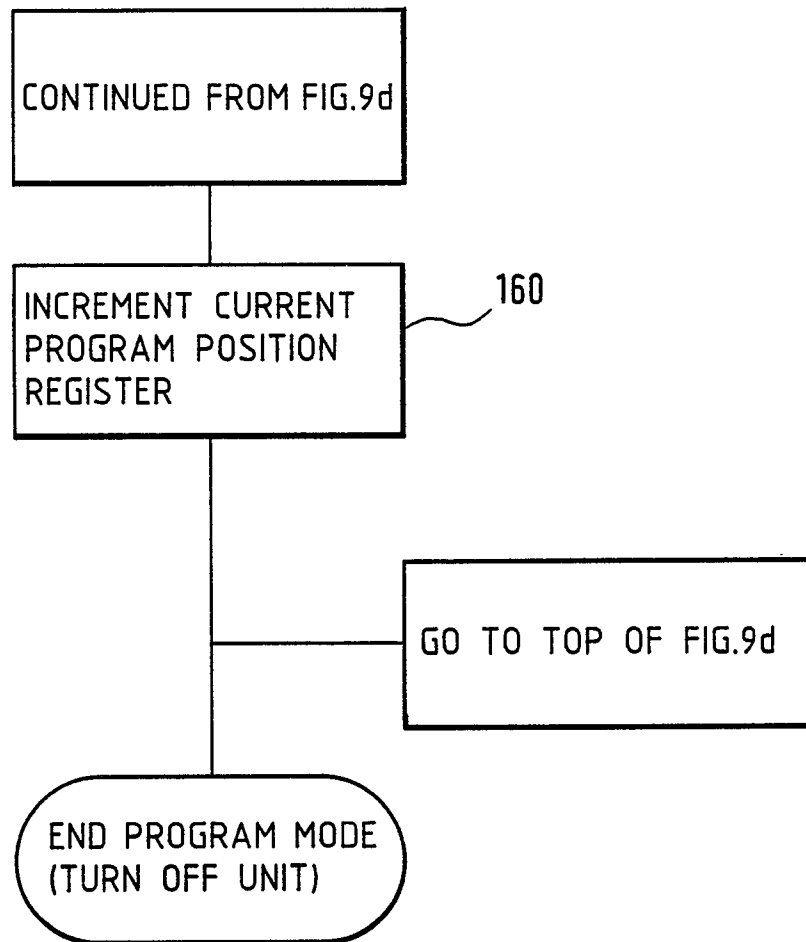 CONTINUED FROM FIG.9d
INCREMENT CURRENT
PROGRAM POSITION
REGISTER
160
GO TO TOP OF FIG.9d
END PROGRAM MODE
(TURN OFF UNIT)